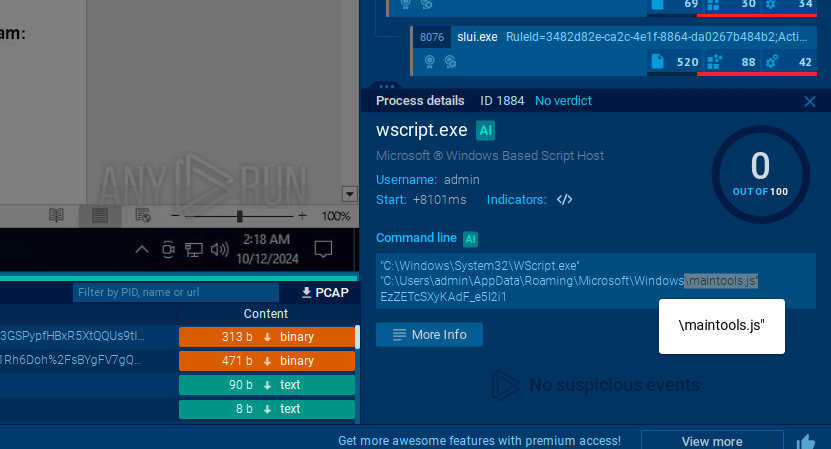 am:
ANY RUN
100%
2:18 AM
10/12/2024
Filter by PID, name or url
PCAP
Content
3GSPypfHBxR5XtQQUs9tl...
313 b binary
1Rh6Doh%2FsBYgFV7gQ...
471 b binary
90 b text
8 b text
69 30 34
8076 slui.exe RuleId=3482d82e-ca2c-4e1f-8864-da0267b484b2;Acti...
520 88 42
Process details ID 1884 No verdict
wscript.exe AI
Microsoft ® Windows Based Script Host
Username: admin
Start: +8101ms Indicators: </>
0
OUT OF 100
Command line AI
"C:\Windows\System32\WScript.exe"
"C:\Users\admin\AppData\Roaming\Microsoft\Windows\maintools.js"
EzZETcSXyKAdF_e5I2i1
\maintools.js"
More Info
No suspicious events
Get more awesome features with premium access! View more